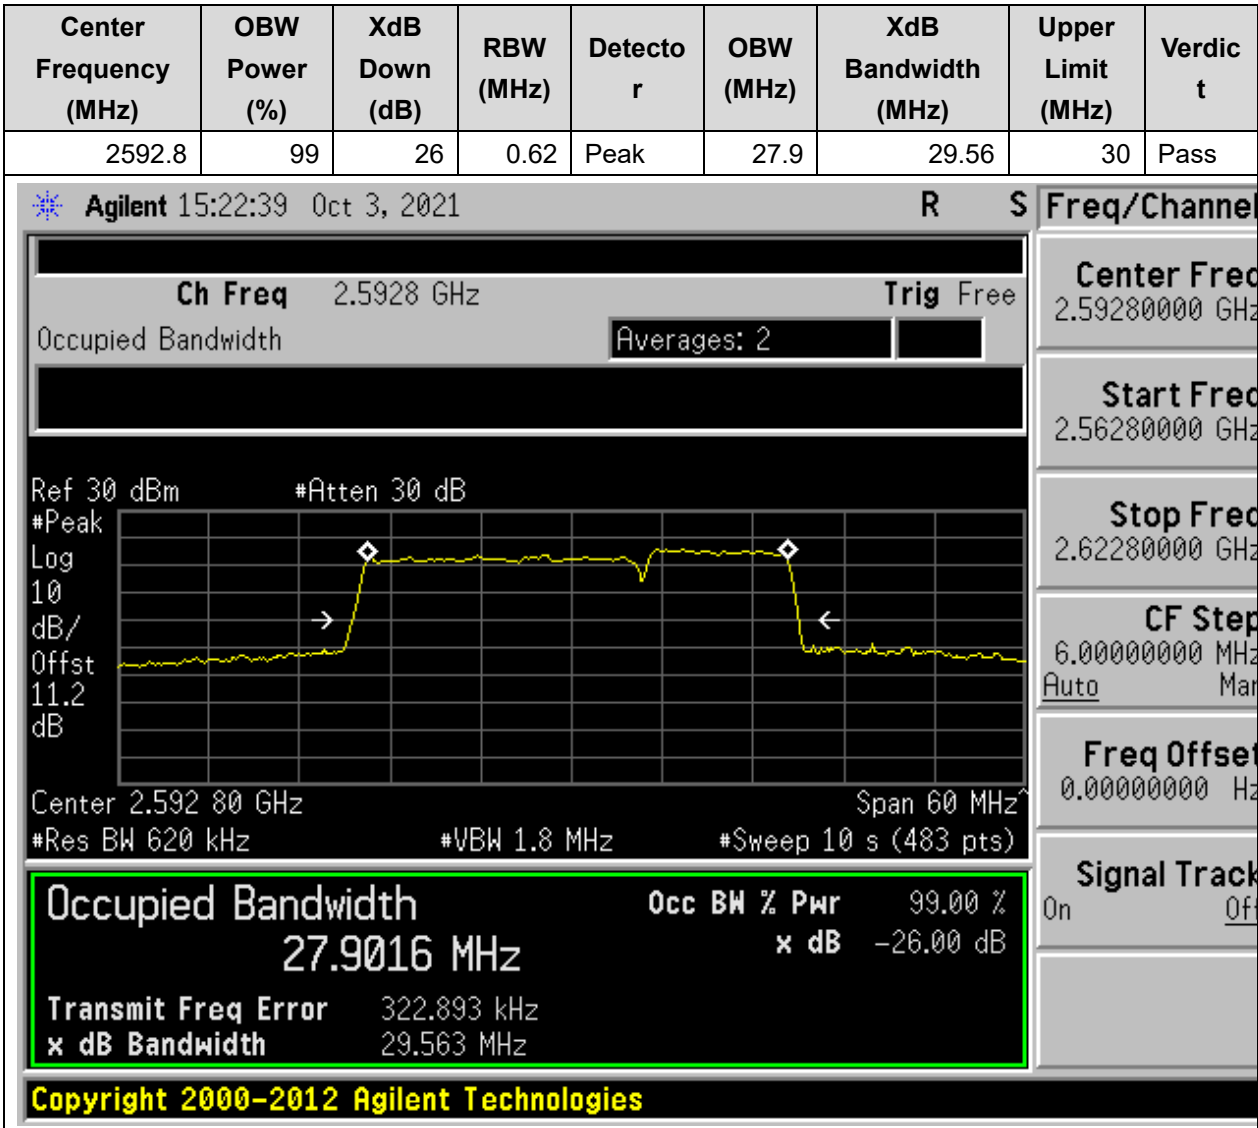 Center Frequency (MHz) OBW Power (%) XdB Down (dB) RBW (MHz) Detector OBW (MHz) XdB Bandwidth (MHz) Upper Limit (MHz) Verdict
2592.8 99 26 0.62 Peak 27.9 29.56 30 Pass
Agilent 15:22:39 Oct 3, 2021 R S
Ch Freq 2.5928 GHz Trig Free
Occupied Bandwidth Averages: 2
Ref 30 dBm #Atten 30 dB
#Peak
Log
10
dB/
Offst
11.2
dB
Center 2.592 80 GHz Span 60 MHz^
#Res BW 620 kHz #VBW 1.8 MHz #Sweep 10 s (483 pts)
Occupied Bandwidth Occ BW % Pwr 99.00 %
27.9016 MHz x dB -26.00 dB
Transmit Freq Error 322.893 kHz
x dB Bandwidth 29.563 MHz
Copyright 2000-2012 Agilent Technologies
Freq/Channel
Center Freq
2.59280000 GHz
Start Freq
2.56280000 GHz
Stop Freq
2.62280000 GHz
CF Step
6.00000000 MHz
Auto Man
Freq Offset
0.00000000 Hz
Signal Track
On Off